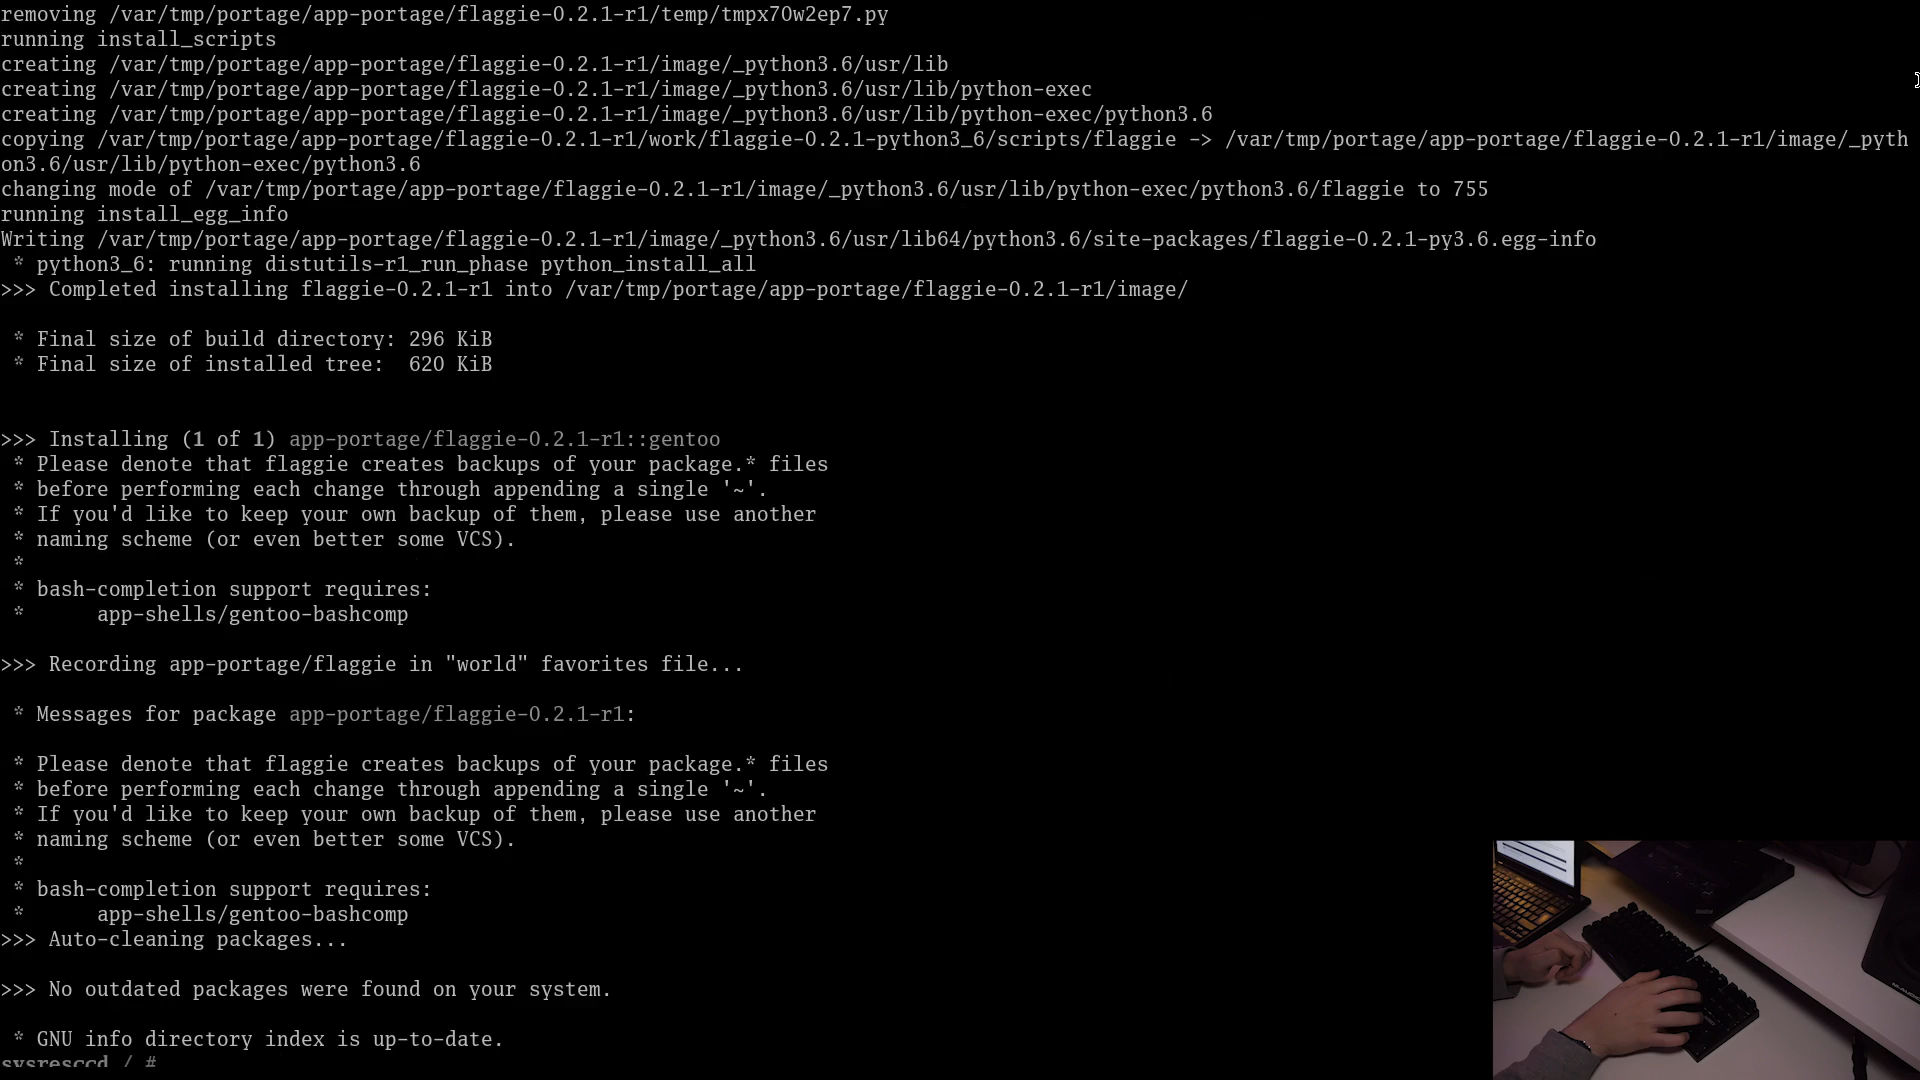 removing /var/tmp/portage/app-portage/flaggie-0.2.1-r1/temp/tmpx70w2ep7.py
running install_scripts
creating /var/tmp/portage/app-portage/flaggie-0.2.1-r1/image/_python3.6/usr/lib
creating /var/tmp/portage/app-portage/flaggie-0.2.1-r1/image/_python3.6/usr/lib/python-exec
creating /var/tmp/portage/app-portage/flaggie-0.2.1-r1/image/_python3.6/usr/lib/python-exec/python3.6
copying /var/tmp/portage/app-portage/flaggie-0.2.1-r1/work/flaggie-0.2.1-python3_6/scripts/flaggie -> /var/tmp/portage/app-portage/flaggie-0.2.1-r1/image/_pyth
on3.6/usr/lib/python-exec/python3.6
changing mode of /var/tmp/portage/app-portage/flaggie-0.2.1-r1/image/_python3.6/usr/lib/python-exec/python3.6/flaggie to 755
running install_egg_info
Writing /var/tmp/portage/app-portage/flaggie-0.2.1-r1/image/_python3.6/usr/lib64/python3.6/site-packages/flaggie-0.2.1-py3.6.egg-info
 * python3_6: running distutils-r1_run_phase python_install_all
>>> Completed installing flaggie-0.2.1-r1 into /var/tmp/portage/app-portage/flaggie-0.2.1-r1/image/

 * Final size of build directory: 296 KiB
 * Final size of installed tree:  620 KiB

>>> Installing (1 of 1) app-portage/flaggie-0.2.1-r1::gentoo
 * Please denote that flaggie creates backups of your package.* files
 * before performing each change through appending a single '~'.
 * If you'd like to keep your own backup of them, please use another
 * naming scheme (or even better some VCS).
 *
 * bash-completion support requires:
 *      app-shells/gentoo-bashcomp

>>> Recording app-portage/flaggie in "world" favorites file...

 * Messages for package app-portage/flaggie-0.2.1-r1:

 * Please denote that flaggie creates backups of your package.* files
 * before performing each change through appending a single '~'.
 * If you'd like to keep your own backup of them, please use another
 * naming scheme (or even better some VCS).
 *
 * bash-completion support requires:
 *      app-shells/gentoo-bashcomp
>>> Auto-cleaning packages...

>>> No outdated packages were found on your system.

 * GNU info directory index is up-to-date.
sysresccd / #